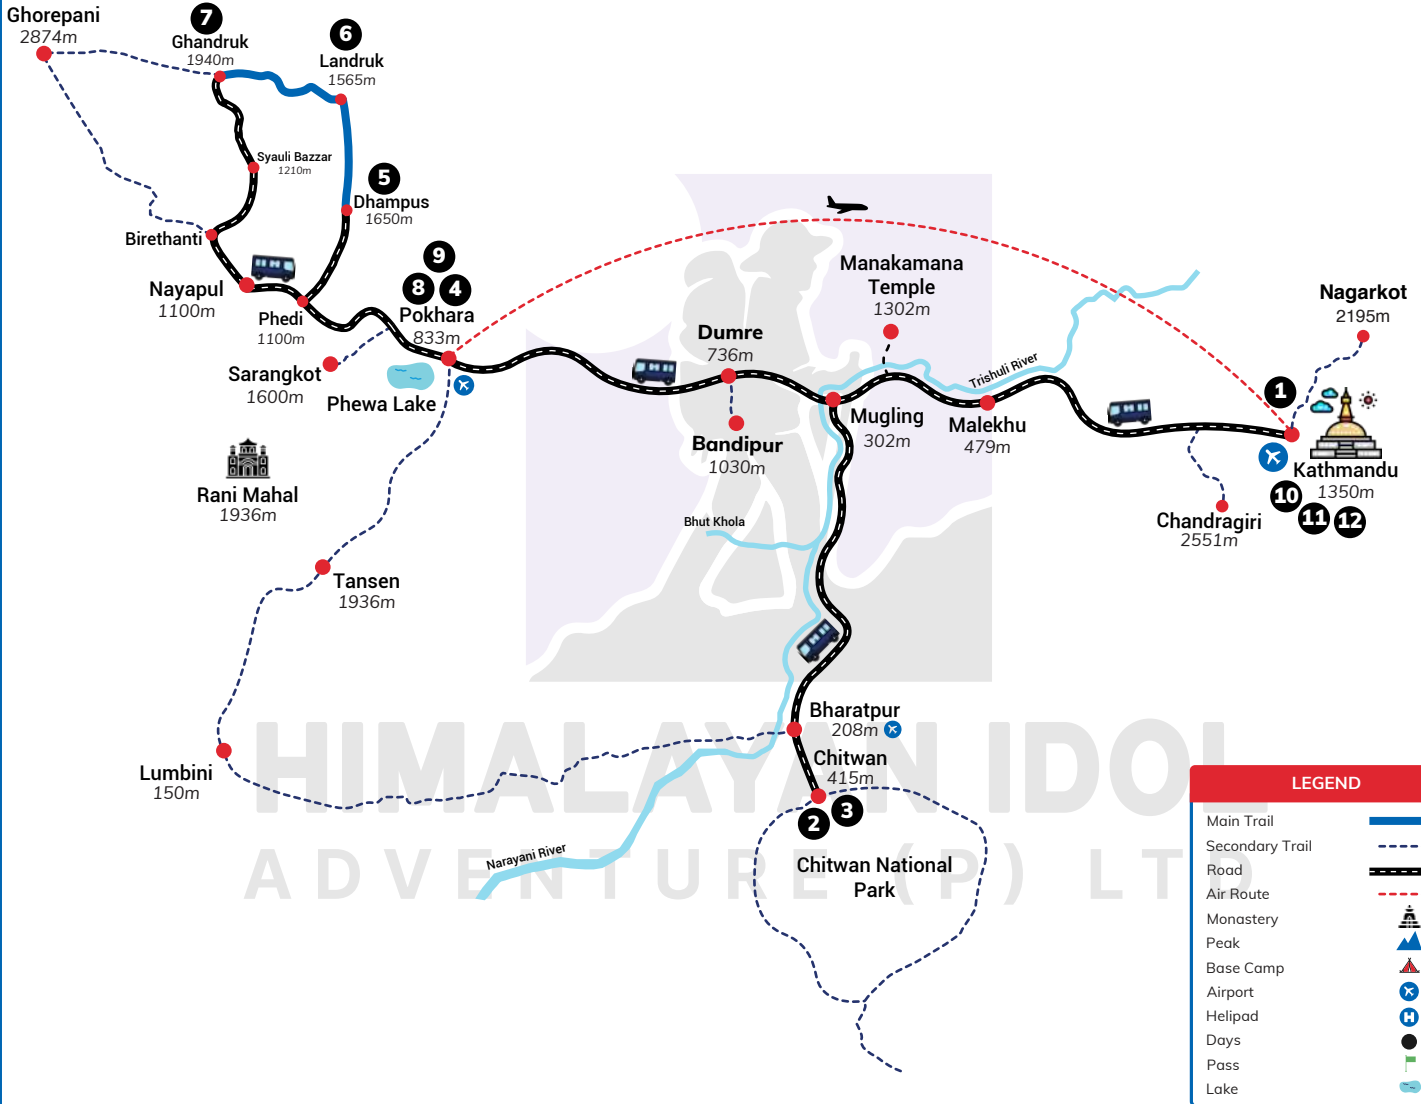 Ghorepani
2874m
7
Ghandruk
1940m
6
Landruk
1565m
Syauli Bazzar
1210m
5
Dhampus
1650m
Birethanti
Nayapul
1100m
Phedi
1100m
9
8
4
Pokhara
833m
Sarangkot
1600m
Phewa Lake
Rani Mahal
1936m
Tansen
1936m
Lumbini
150m
Dumre
736m
Bandipur
1030m
Manakamana
Temple
1302m
Trishuli River
Mugling
302m
Malekhu
479m
Nagarkot
2195m
1
Kathmandu
1350m
10
11
12
Chandragiri
2551m
Bhut Khola
Bharatpur
208m
Chitwan
415m
2
3
Chitwan National
Park
Narayani River
HIMALAYAN IDOL
ADVENTURE (P) LTD
LEGEND
Main Trail
Secondary Trail
Road
Air Route
Monastery
Peak
Base Camp
Airport
Helipad
H
Days
Pass
Lake